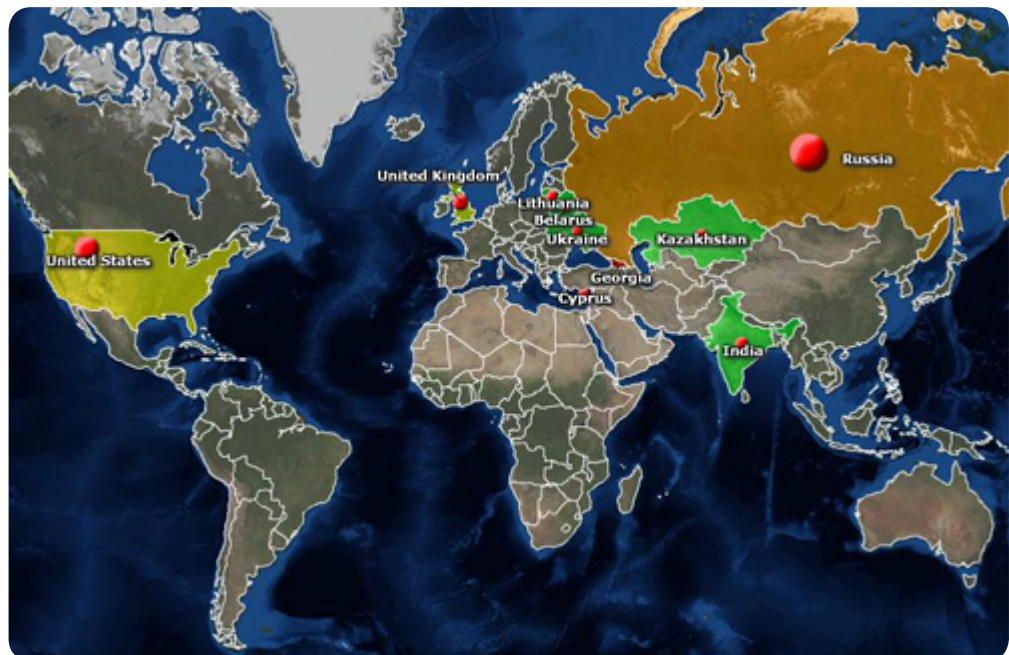 Russia
United Kingdom
Lithuania
Belarus
Ukraine
Kazakhstan
United States
Georgia
Cyprus
India